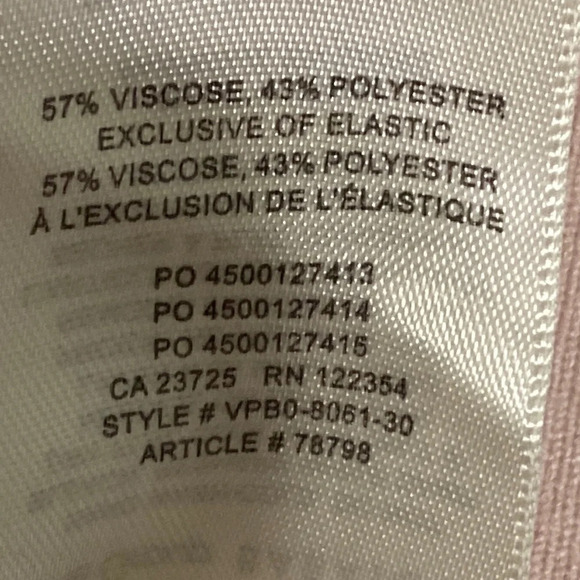 57% VISCOSE, 43% POLYESTER
EXCLUSIVE OF ELASTIC
57% VISCOSE, 43% POLYESTER
À L'EXCLUSION DE L'ÉLASTIQUE
PO 4500127413
PO 4500127414
PO 4500127415
CA 23725 RN 122354
STYLE # VPB0-8061-30
ARTICLE # 78798